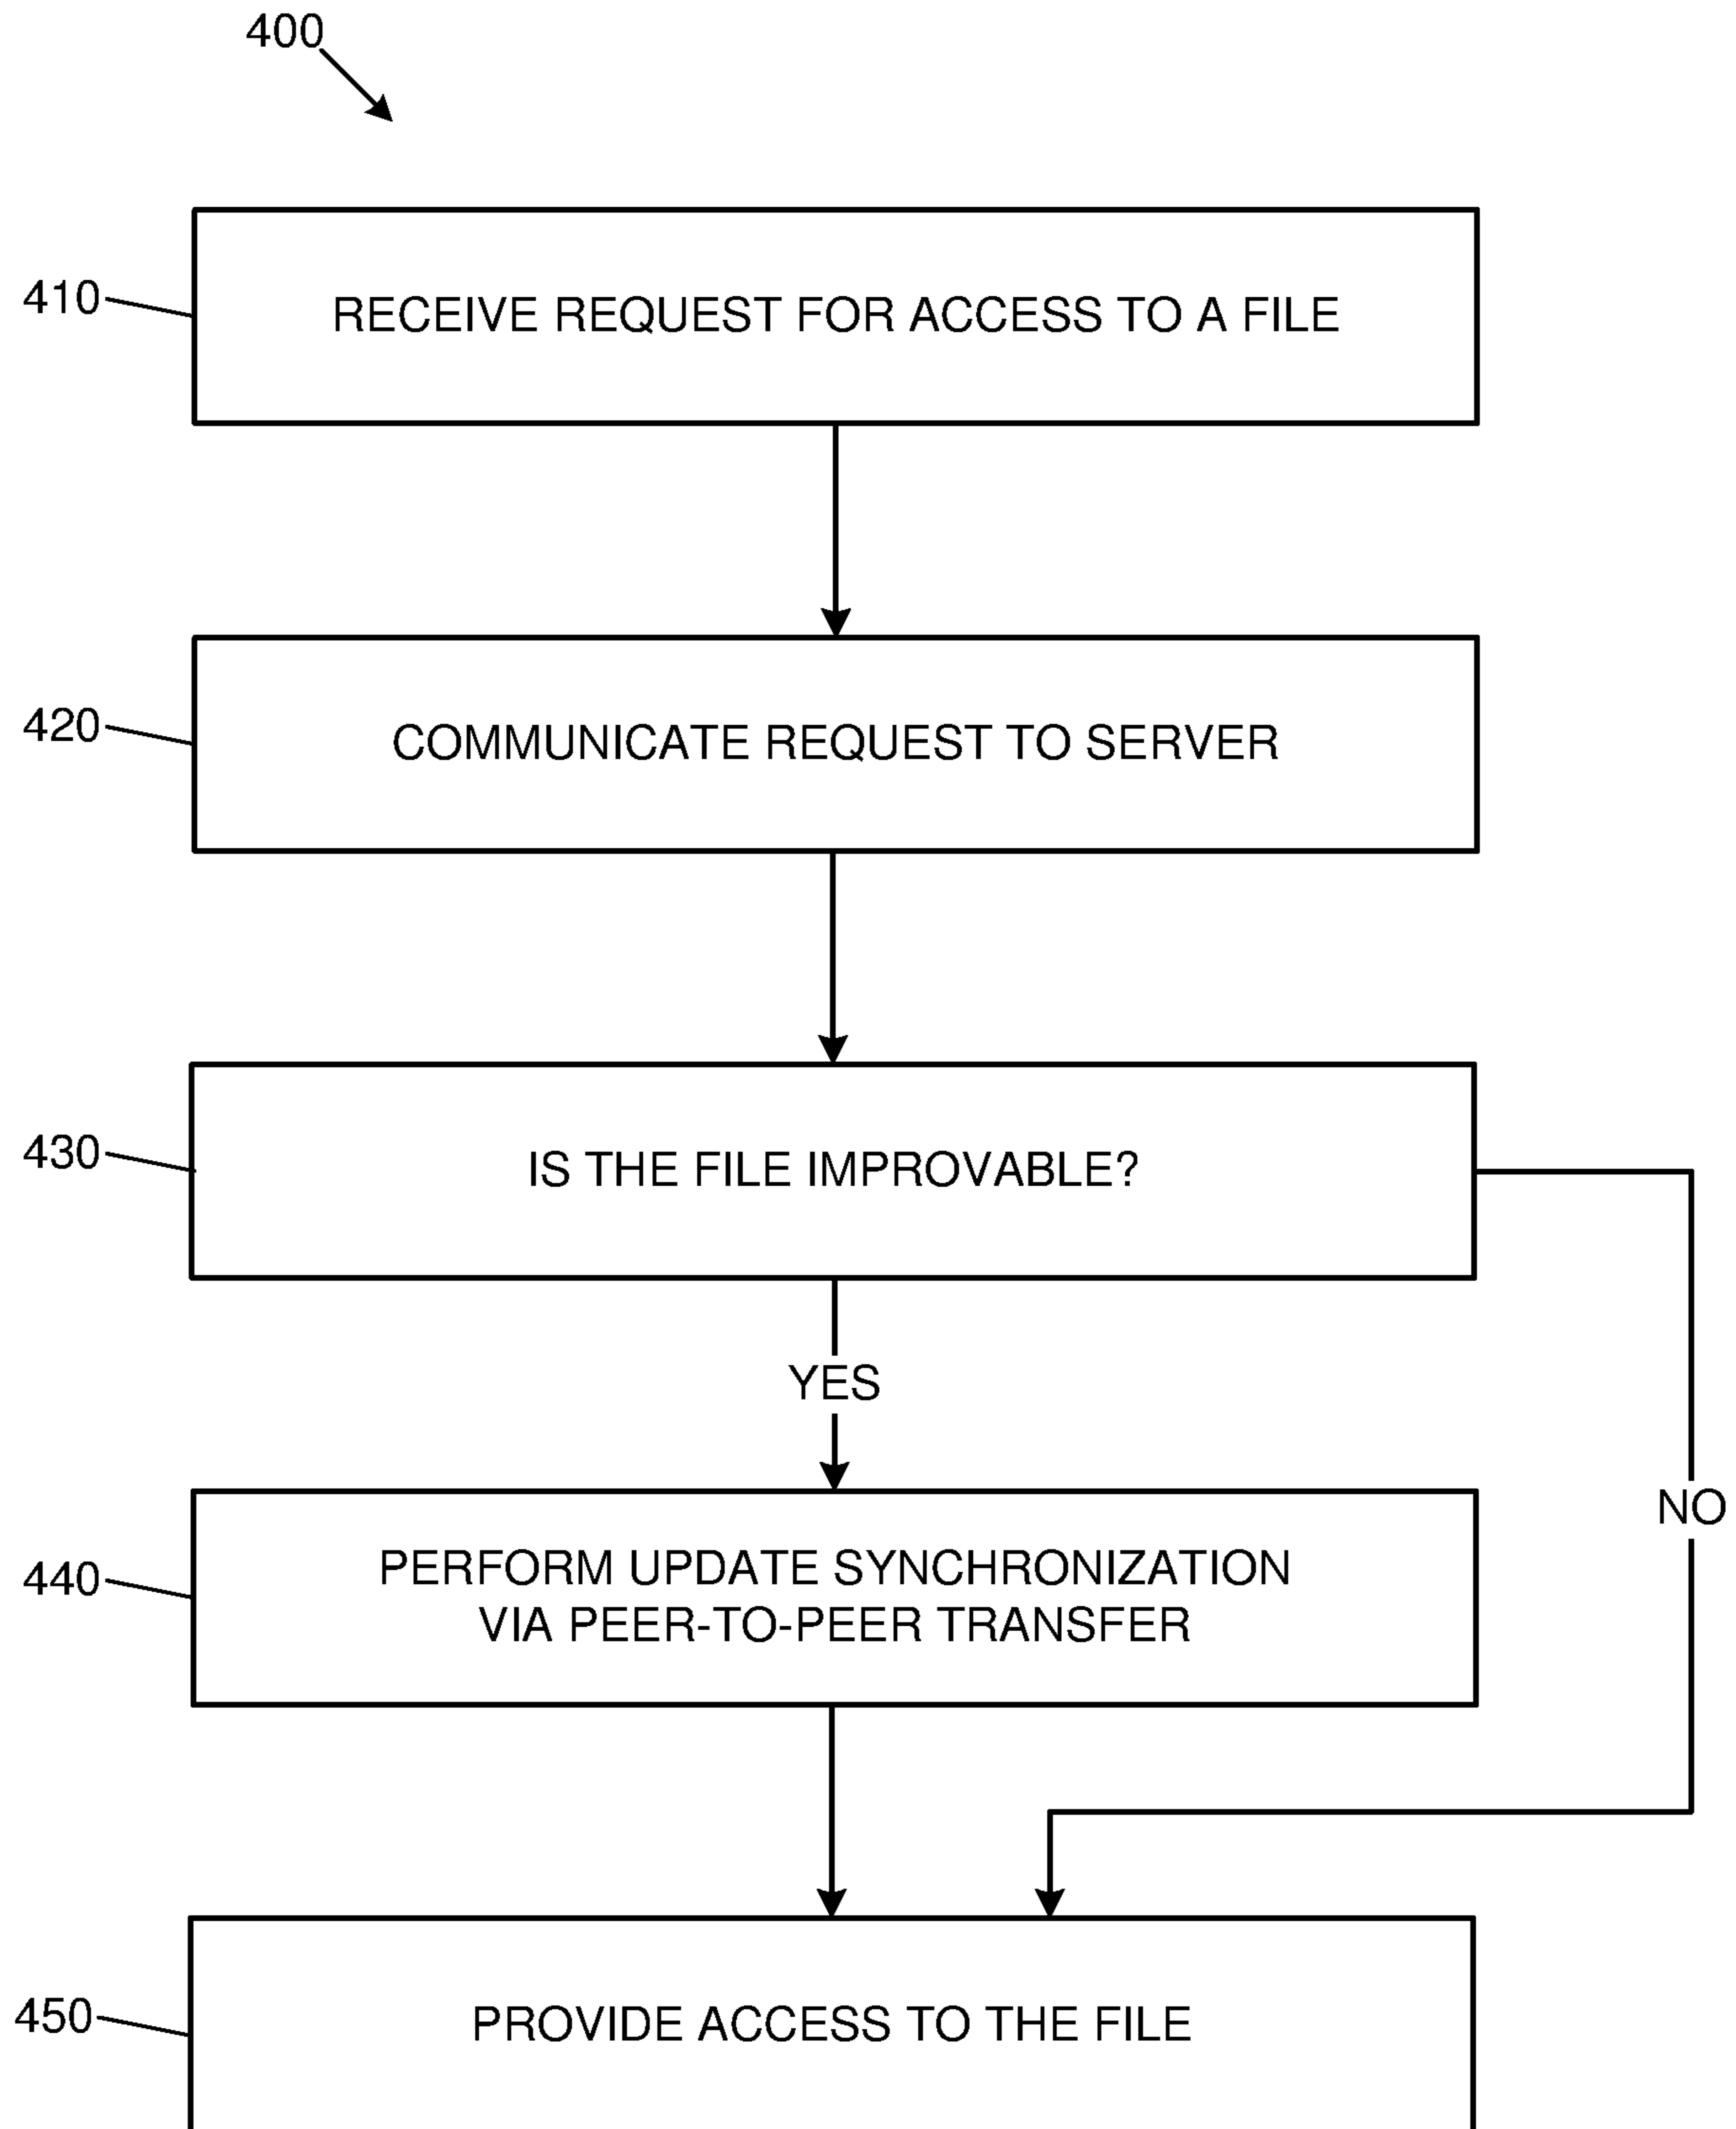 400
410
RECEIVE REQUEST FOR ACCESS TO A FILE
420
COMMUNICATE REQUEST TO SERVER
430
IS THE FILE IMPROVABLE?
YES
NO
440
PERFORM UPDATE SYNCHRONIZATION
VIA PEER-TO-PEER TRANSFER
450
PROVIDE ACCESS TO THE FILE